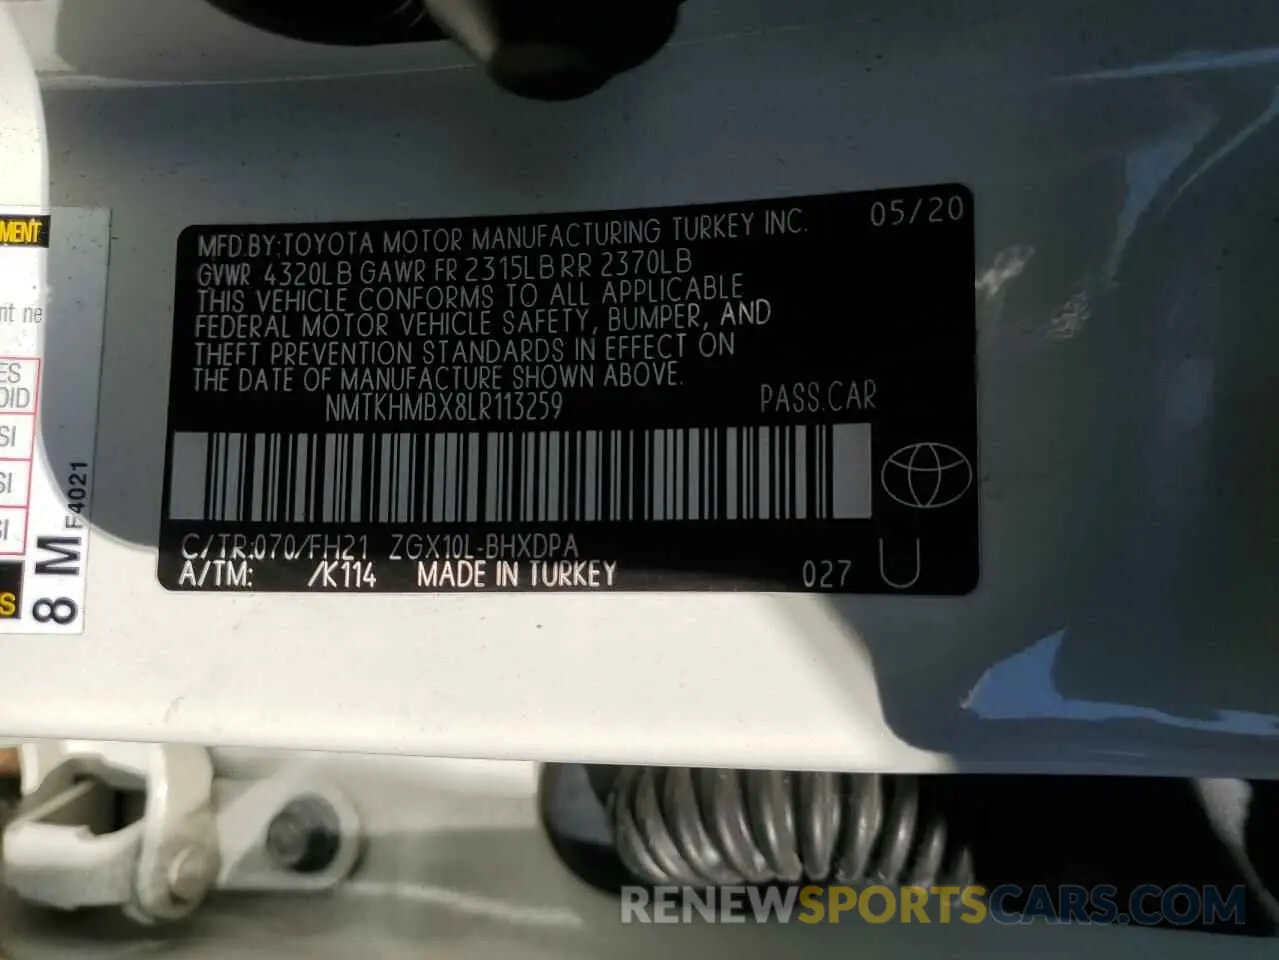 MFD.BY:TOYOTA MOTOR MANUFACTURING TURKEY INC. 05/20
GVWR 4320LB GAWR FR 2315LB RR 2370LB
THIS VEHICLE CONFORMS TO ALL APPLICABLE
FEDERAL MOTOR VEHICLE SAFETY, BUMPER, AND
THEFT PREVENTION STANDARDS IN EFFECT ON
THE DATE OF MANUFACTURE SHOWN ABOVE.
NMTKHMBX8LR113259 PASS.CAR
C/TR:070/FH21 ZGX10L-BHXDPA
A/TM: /K114 MADE IN TURKEY 027 U
8 M F4021
RENEWSPORTSCARS.COM